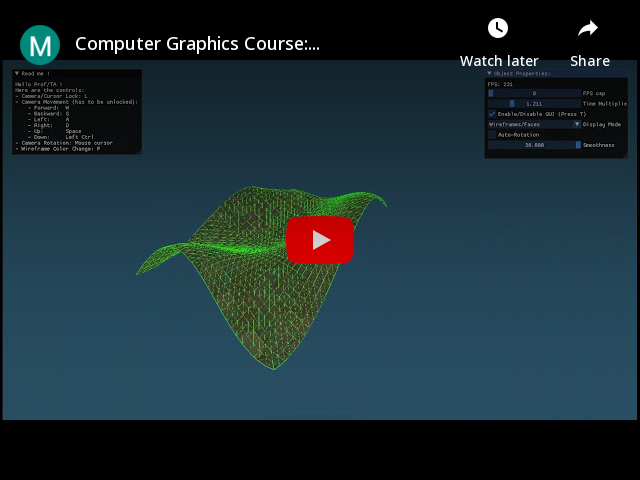 M
Computer Graphics Course:...
Watch later
Share
▼ Read me !
Hello Prof/TA !
Here are the controls:
- Camera/Cursor Lock: L
- Camera Movement (has to be unlocked):
- Forward: W
- Backward: S
- Left: A
- Right: D
- Up: Space
- Down: Left Ctrl
- Camera Rotation: Mouse cursor
- Wireframe Color Change: P
▼ Object Properties:
FPS: 231
0 FPS cap
1.211 Time Multiplie
Enable/Disable GUI (Press T)
Wireframes/Faces Display Mode
Auto-Rotation
30.000 Smoothness